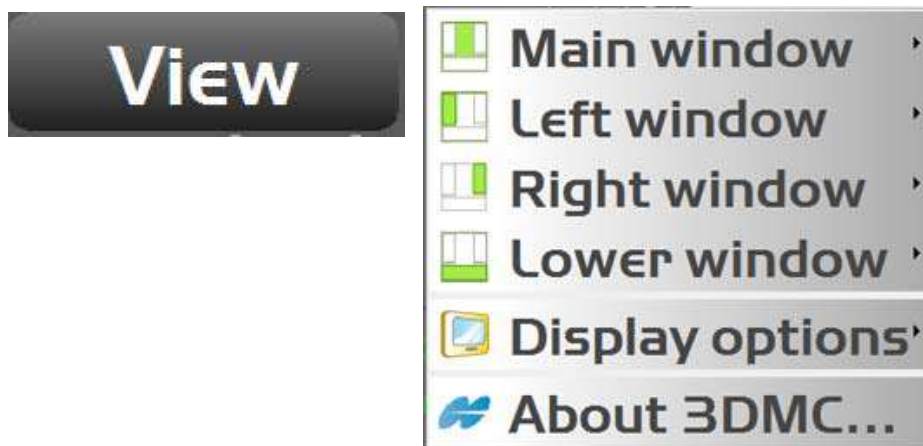 View
Main window
Left window
Right window
Lower window
Display options
About 3DMC...